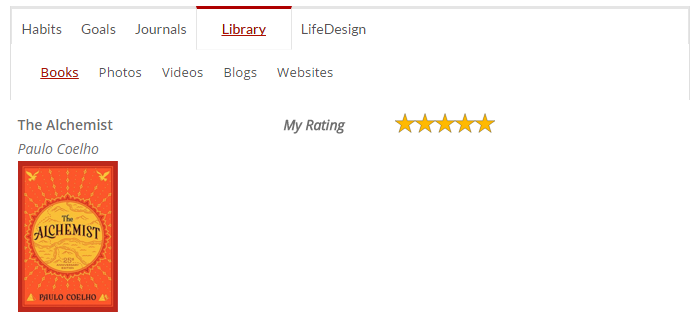 Habits Goals Journals Library LifeDesign
Books Photos Videos Blogs Websites
The Alchemist My Rating
Paulo Coelho
The
ALCHEMIST
25th
PAULO COELHO